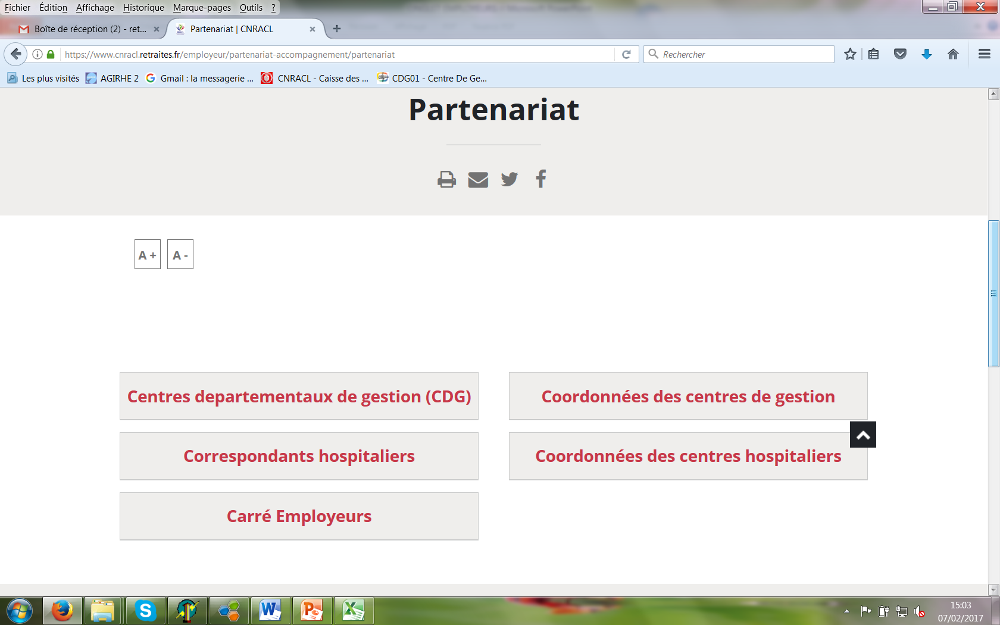 Fichier Édition Affichage Historique Marque-pages Outils ?
Boîte de réception (2) - ret... Partenariat | CNRACL
https://www.cnracl.retraites.fr/employeur/partenariat-accompagnement/partenariat Rechercher
Les plus visités AGIRHE 2 Gmail : la messagerie ... CNRACL - Caisse des ... CDG01 - Centre De Ge...
Partenariat
A + A -
Centres departementaux de gestion (CDG) Coordonnées des centres de gestion
Correspondants hospitaliers Coordonnées des centres hospitaliers
Carré Employeurs
15:03
07/02/2017